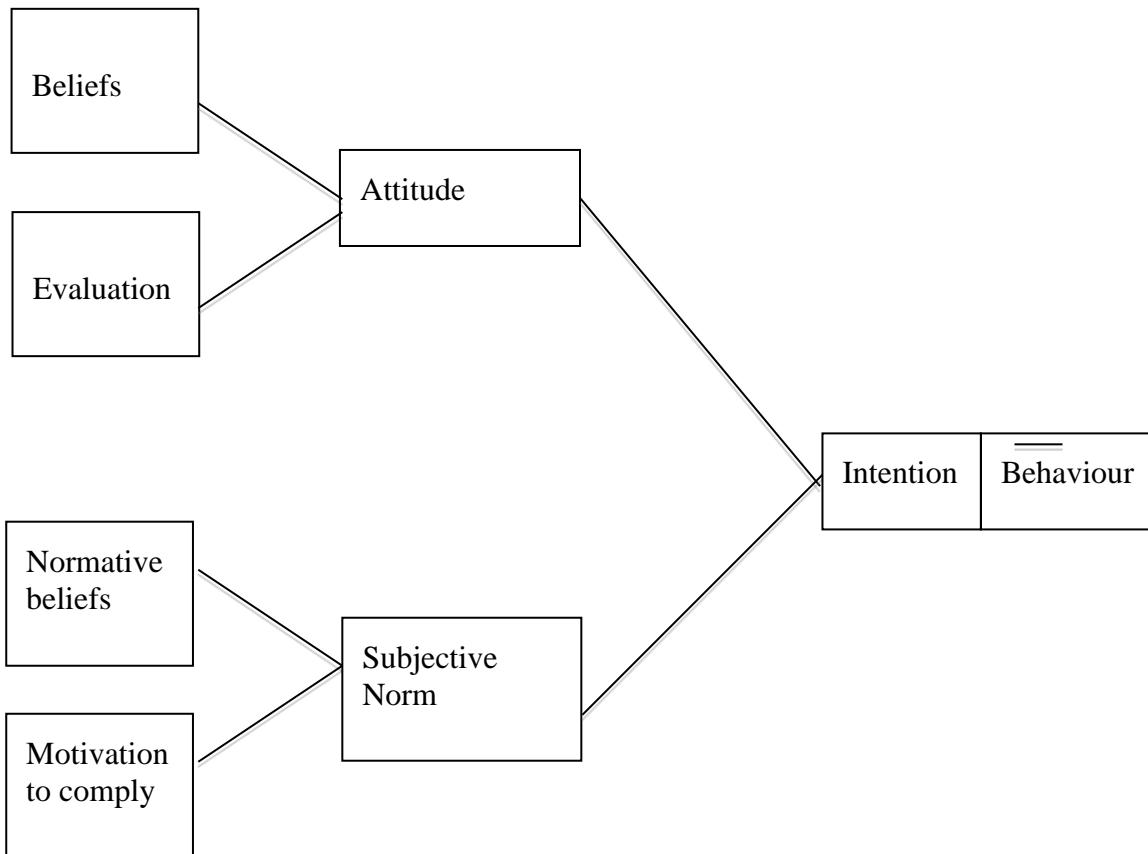 Beliefs
Attitude
Evaluation
Intention
Behaviour
Normative
beliefs
Subjective
Norm
Motivation
to comply